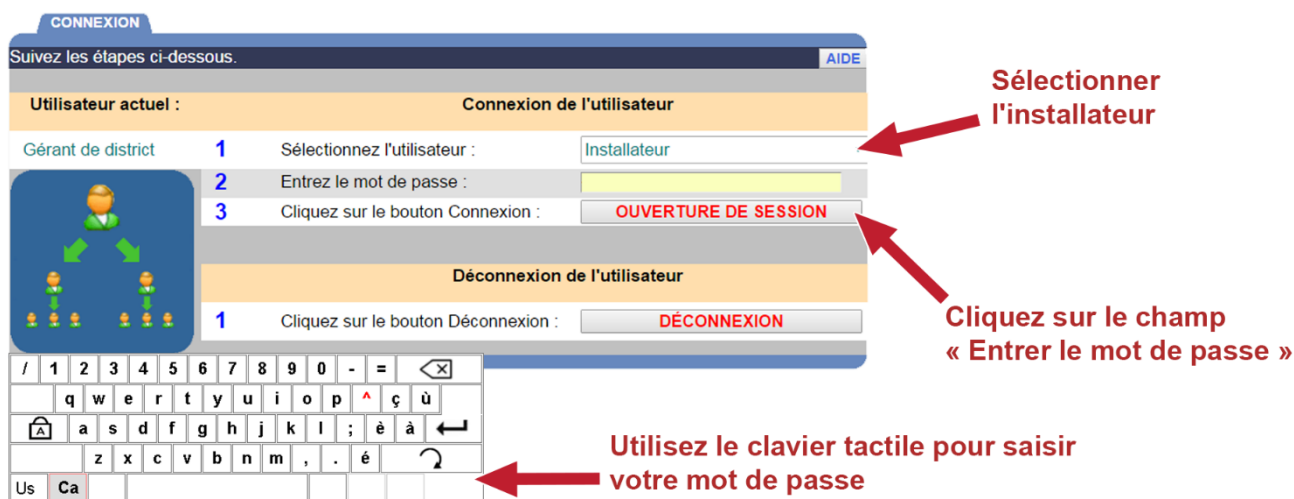 CONNEXION
Suivez les étapes ci-dessous.
AIDE
Utilisateur actuel :
Connexion de l'utilisateur
Gérant de district
1 Sélectionnez l'utilisateur : Installateur
2 Entrez le mot de passe :
3 Cliquez sur le bouton Connexion : OUVERTURE DE SESSION
Déconnexion de l'utilisateur
1 Cliquez sur le bouton Déconnexion : DÉCONNEXION
Sélectionner
l'installateur
Cliquez sur le champ
« Entrer le mot de passe »
/ 1 2 3 4 5 6 7 8 9 0 - =
q w e r t y u i o p ^ ç ù
A a s d f g h j k l ; è à
z x c v b n m , . é
Us Ca
Utilisez le clavier tactile pour saisir
votre mot de passe